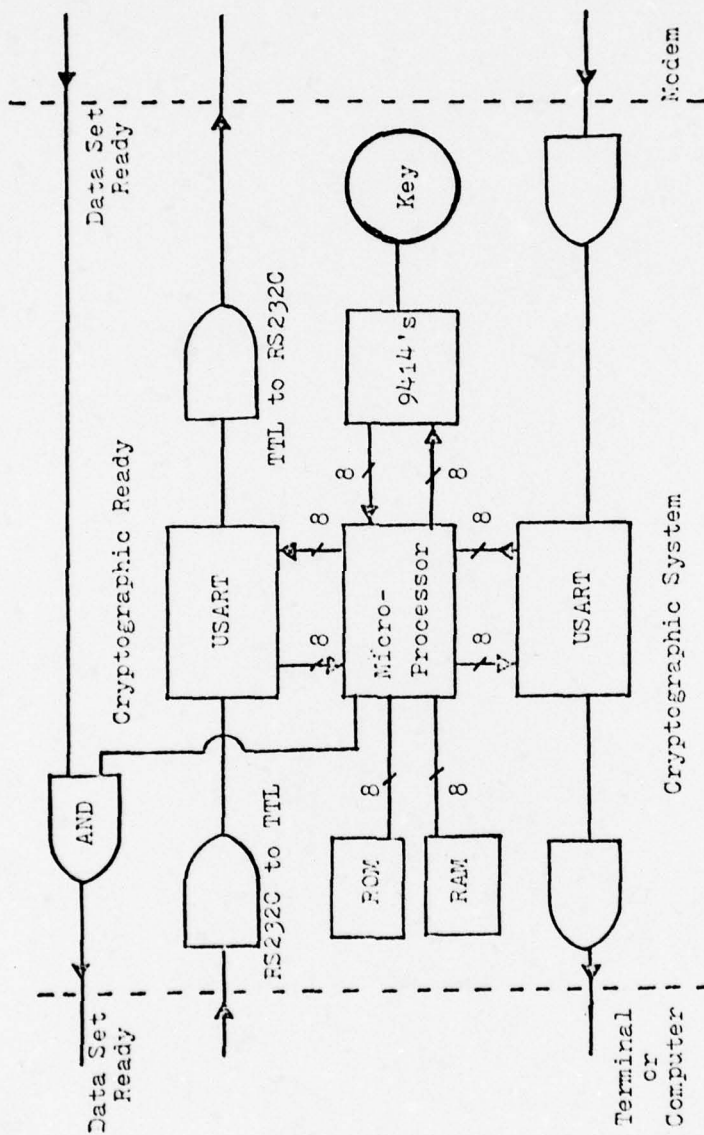 Data Set
Ready
Data Set
Ready
Cryptographic Ready
AND
RS232C to TTL
USART
TTL to RS232C
8
8
8
ROM
8
RAM
8
Micro-
Processor
8
9414's
8
Key
8
USART
Terminal
or
Computer
Cryptographic System
Modem